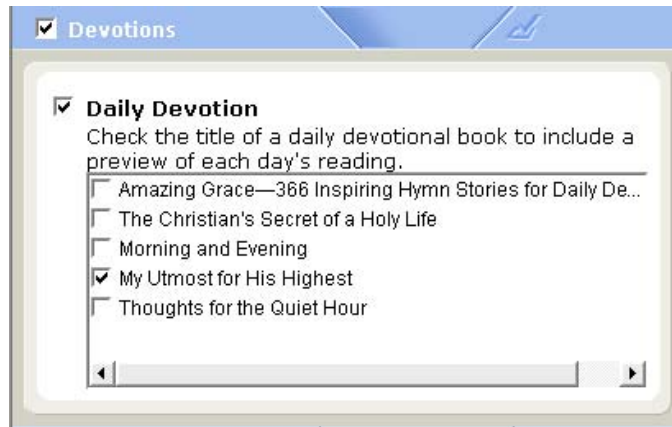 Devotions
Daily Devotion
Check the title of a daily devotional book to include a
preview of each day's reading.
Amazing Grace—366 Inspiring Hymn Stories for Daily De...
The Christian's Secret of a Holy Life
Morning and Evening
My Utmost for His Highest
Thoughts for the Quiet Hour